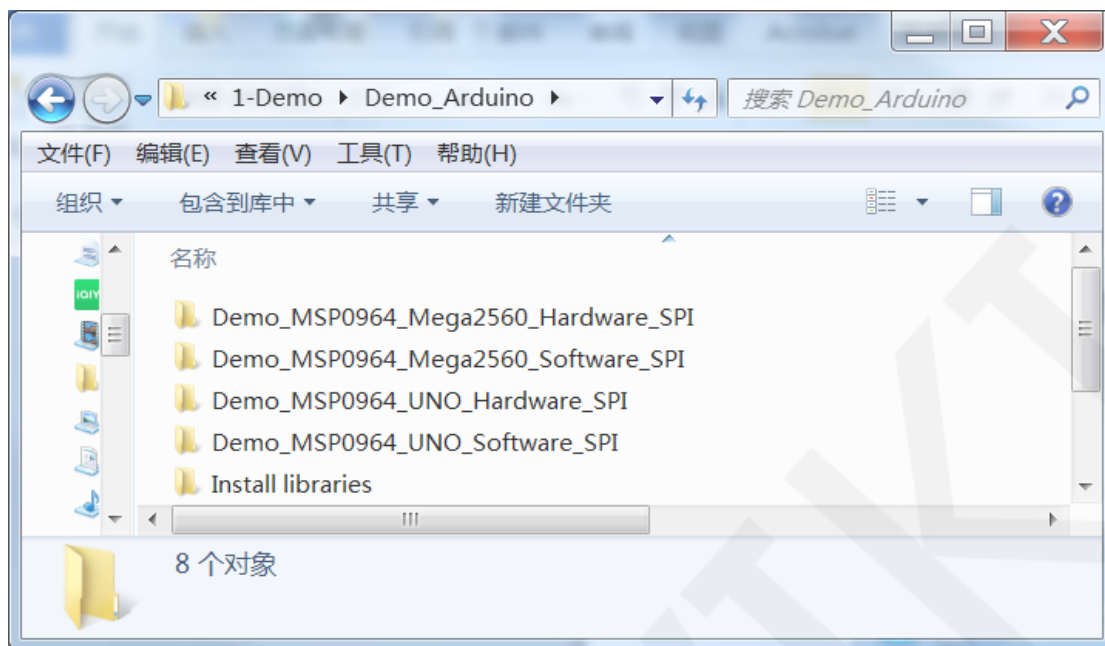 « 1-Demo Demo_Arduino 搜索 Demo_Arduino
文件(F) 编辑(E) 查看(V) 工具(T) 帮助(H)
组织 包含到库中 共享 新建文件夹
名称
Demo_MSP0964_Mega2560_Hardware_SPI
Demo_MSP0964_Mega2560_Software_SPI
Demo_MSP0964_UNO_Hardware_SPI
Demo_MSP0964_UNO_Software_SPI
Install libraries
8 个对象